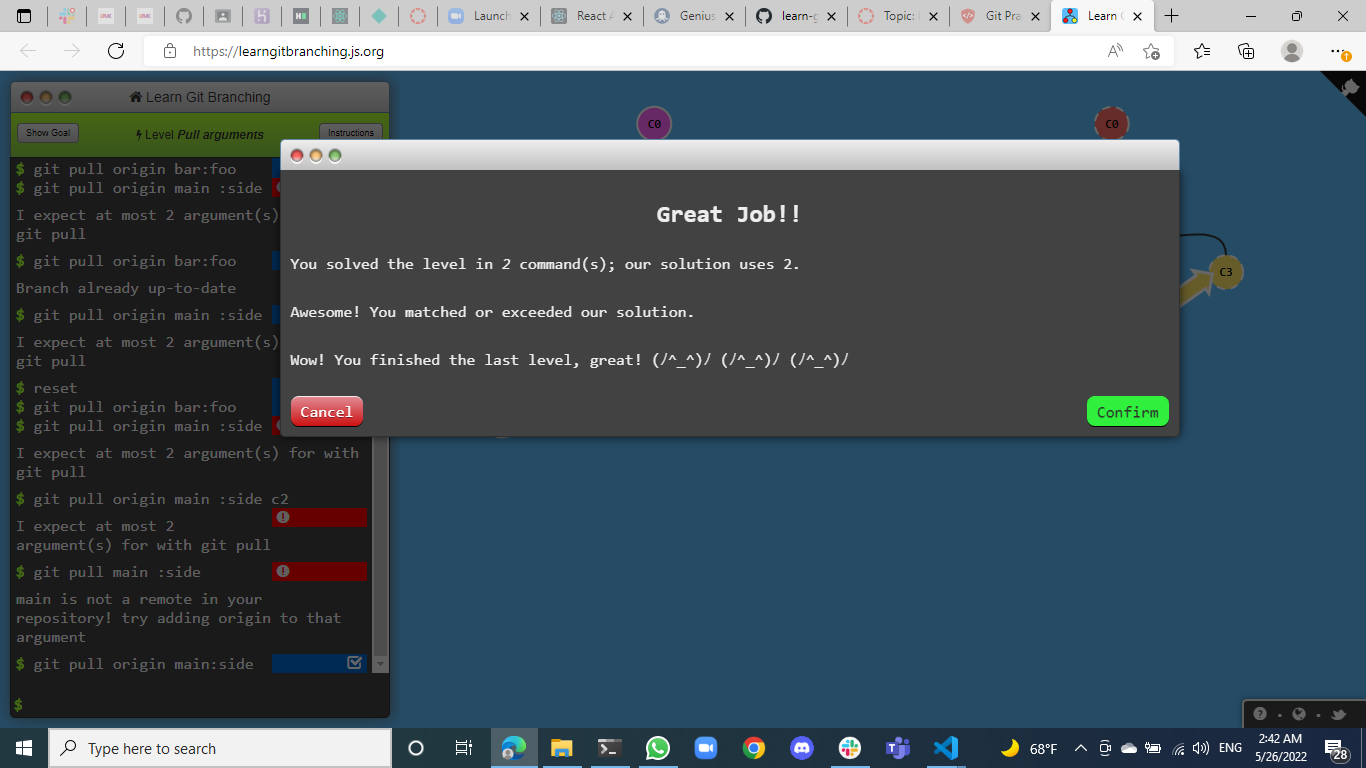 Launch
React A
Genius
learn-g
Topic:
Git Pra
Learn
https://learngitbranching.js.org
Learn Git Branching
Show Goal
Level Pull arguments
Instructions
$ git pull origin bar:foo
$ git pull origin main :side
I expect at most 2 argument(s)
git pull
$ git pull origin bar:foo
Branch already up-to-date
$ git pull origin main :side
I expect at most 2 argument(s)
git pull
$ reset
$ git pull origin bar:foo
$ git pull origin main :side
I expect at most 2 argument(s) for with
git pull
$ git pull origin main :side c2
I expect at most 2
argument(s) for with git pull
$ git pull main :side
main is not a remote in your
repository! try adding origin to that
argument
$ git pull origin main:side
$
C0
C0
C3
Great Job!!
You solved the level in 2 command(s); our solution uses 2.
Awesome! You matched or exceeded our solution.
Wow! You finished the last level, great! (/^_^)/ (/^_^)/ (/^_^)/
Cancel
Confirm
Type here to search
68°F
ENG
2:42 AM
5/26/2022
28